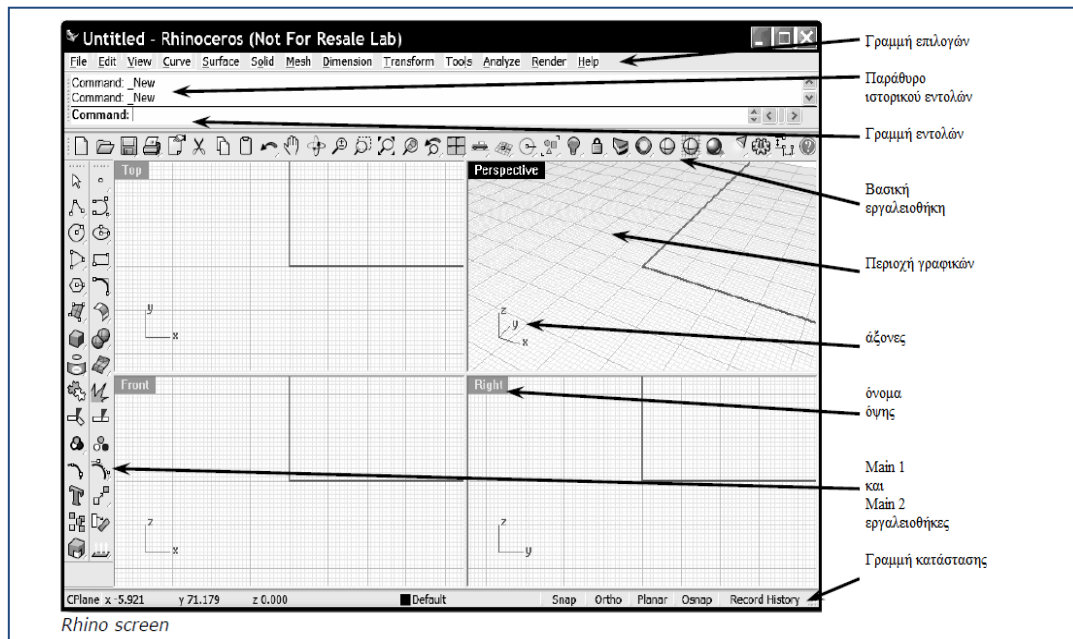 Untitled - Rhinoceros (Not For Resale Lab)
File Edit View Curve Surface Solid Mesh Dimension Transform Tools Analyze Render Help
Command: _New
Command: _New
Command:
Top
Perspective
y
x
z
y
x
Front
Right
z
x
z
y
CPlane x -5.921 y 71.179 z 0.000 Default Snap Ortho Planar Osnap Record History
Rhino screen
Γραμμή επιλογών
Παράθυρο
ιστορικού εντολών
Γραμμή εντολών
Βασική
εργαλειοθήκη
Περιοχή γραφικών
άξονες
όνομα
όψης
Main 1
και
Main 2
εργαλειοθήκες
Γραμμή κατάστασης